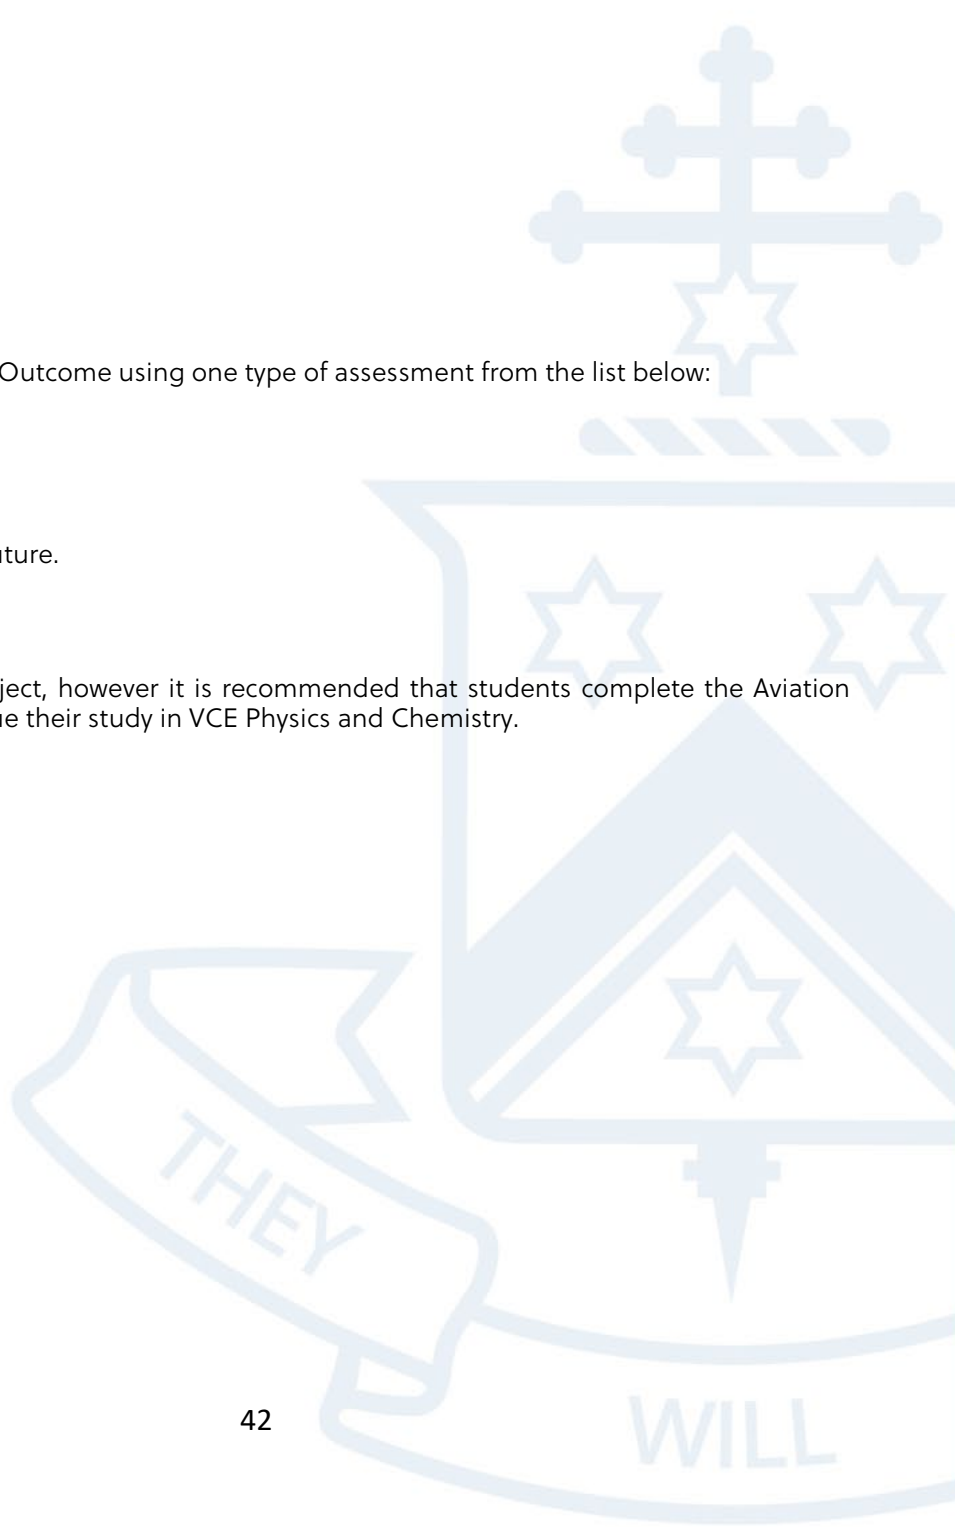 Outcome using one type of assessment from the list below:
ture.
ject, however it is recommended that students complete the Aviation
ue their study in VCE Physics and Chemistry.
THEY
WILL
42